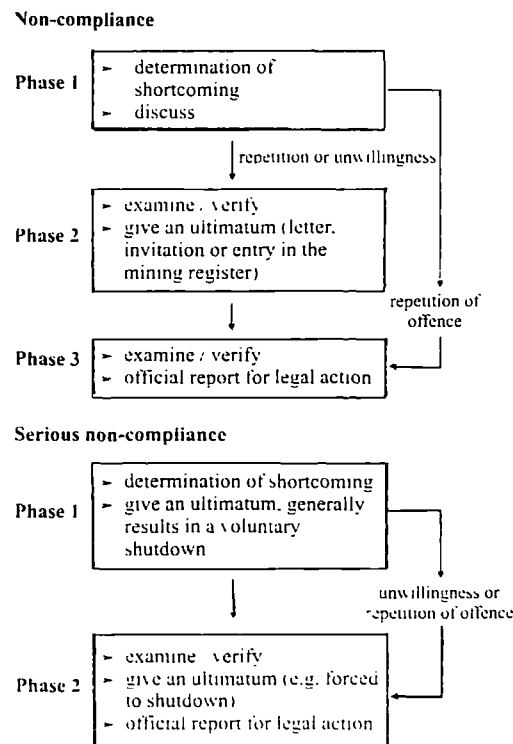 Non-compliance
Phase 1
➢ determination of
shortcoming
➢ discuss
repetition or unwillingness
Phase 2
➢ examine / verify
➢ give an ultimatum (letter,
invitation or entry in the
mining register)
repetition of
offence
Phase 3
➢ examine / verify
➢ official report for legal action
Serious non-compliance
Phase 1
➢ determination of shortcoming
➢ give an ultimatum, generally
results in a voluntary
shutdown
unwillingness or
repetition of offence
Phase 2
➢ examine verify
➢ give an ultimatum (e.g. forced
to shutdown)
➢ official report for legal action